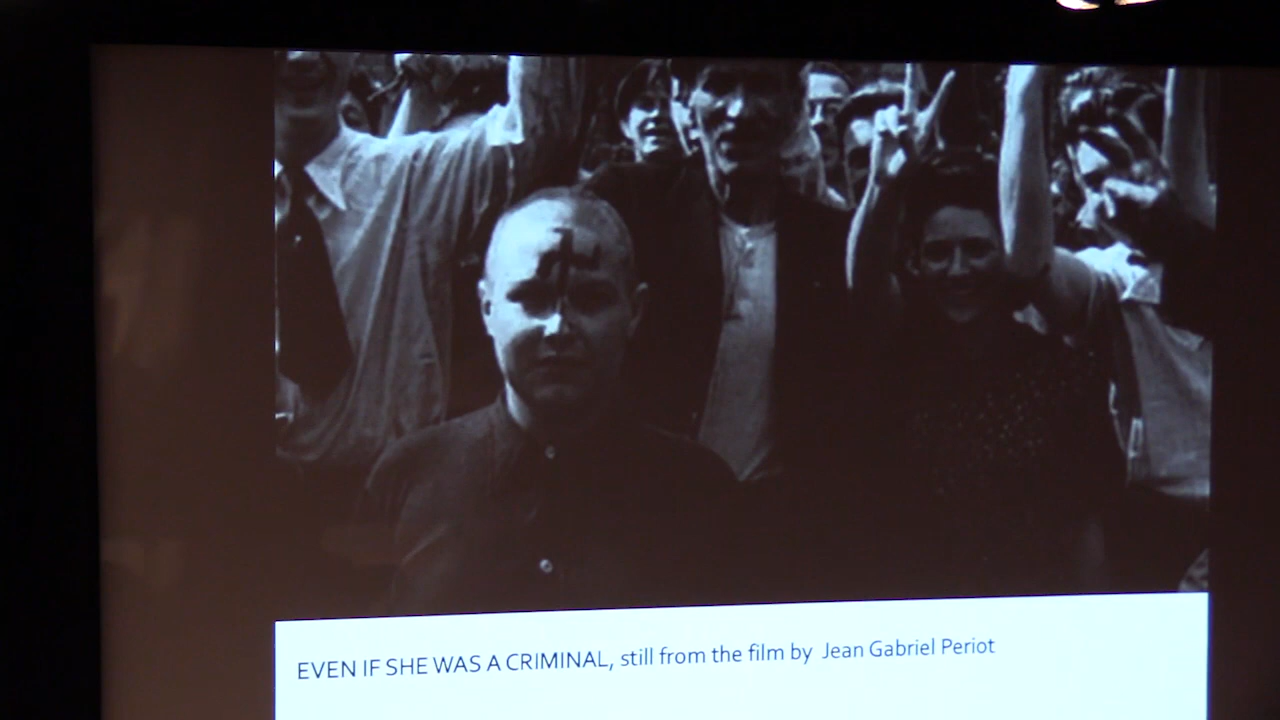 EVEN IF SHE WAS A CRIMINAL, still from the film by Jean Gabriel Periot